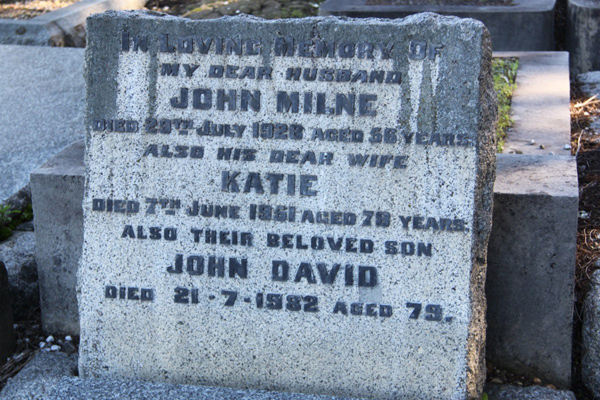 IN LOVING MEMORY OF
MY DEAR HUSBAND
JOHN MILNE
DIED 29TH JULY 1928 AGED 56 YEARS.
ALSO HIS DEAR WIFE
KATIE
DIED 7TH JUNE 1951 AGED 78 YEARS.
ALSO THEIR BELOVED SON
JOHN DAVID
DIED 21-7-1982 AGED 79.